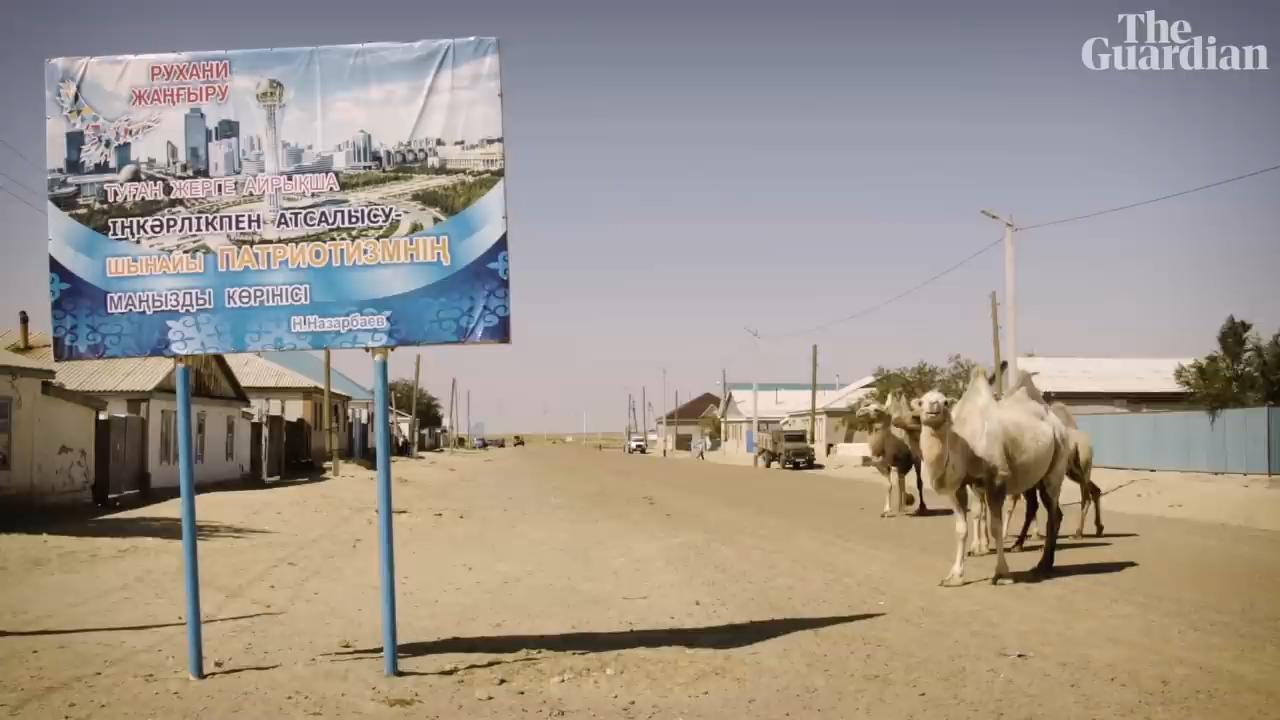 The
Guardian
РУХАНИ
ЖАҢҒЫРУ
ТУҒАН ЖЕРГЕ АЙРЫҚША
ІҢКӘРЛІКПЕН АТСАЛЫСУ-
ШЫНАЙЫ ПАТРИОТИЗМНІҢ
МАҢЫЗДЫ КӨРІНІСІ
Н.Назарбаев